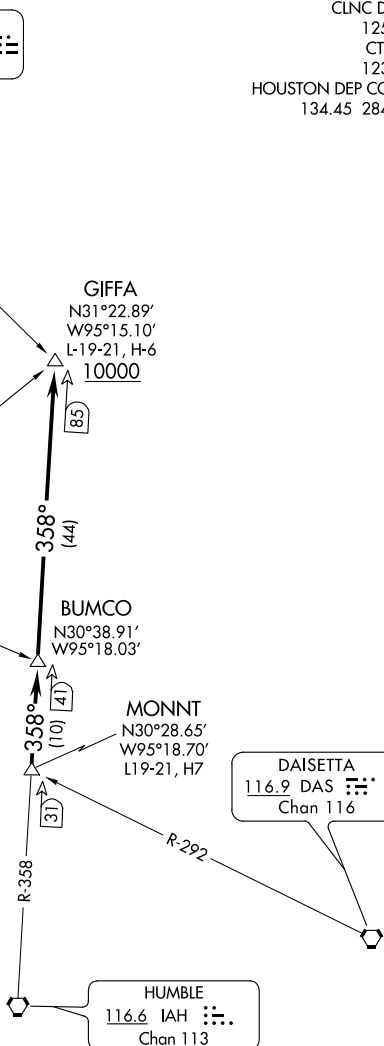 CLNC D
125
CT
123
HOUSTON DEP CO
134.45 284
GIFFA
N31°22.89'
W95°15.10'
L-19-21, H-6
10000
85
358°
(44)
BUMCO
N30°38.91'
W95°18.03'
41
358°
(10)
MONNT
N30°28.65'
W95°18.70'
L19-21, H7
31
DAISETTA
116.9 DAS
Chan 116
R-292
R-358
HUMBLE
116.6 IAH
Chan 113